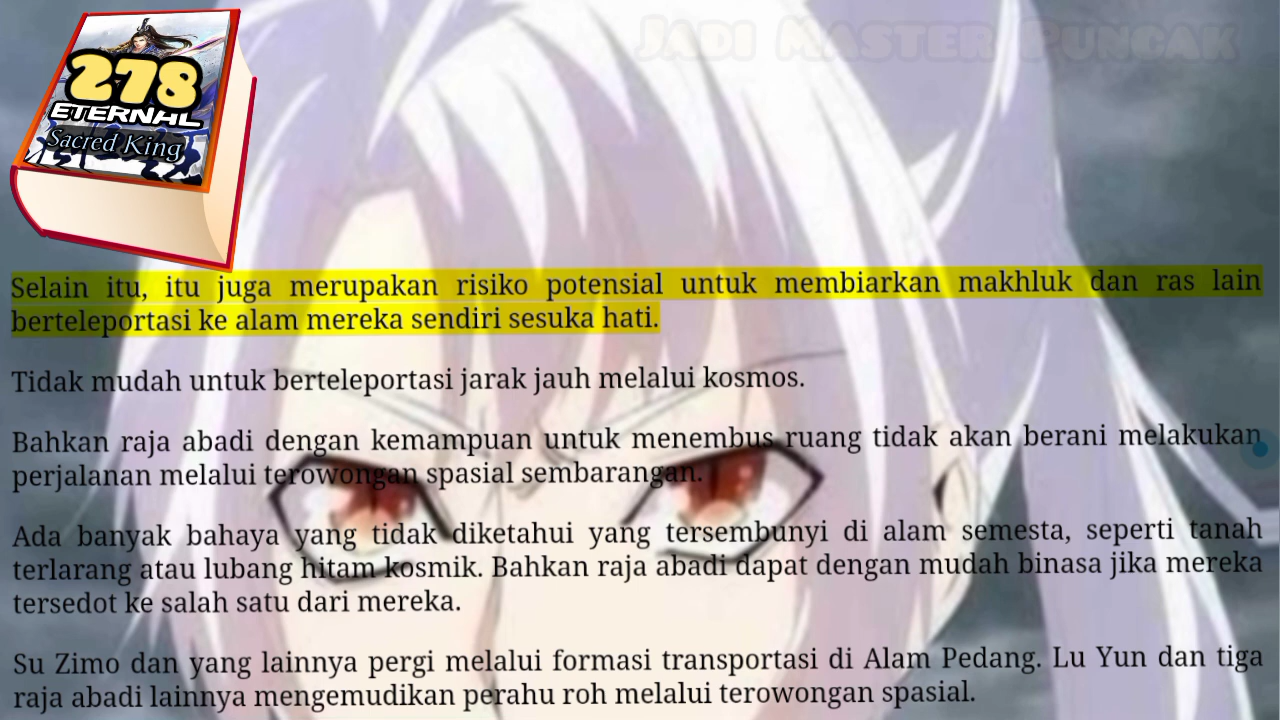 Jadi Master Puncak
278
ETERNAL
Sacred King
Selain itu, itu juga merupakan risiko potensial untuk membiarkan makhluk dan ras lain
berteleportasi ke alam mereka sendiri sesuka hati.
Tidak mudah untuk berteleportasi jarak jauh melalui kosmos.
Bahkan raja abadi dengan kemampuan untuk menembus ruang tidak akan berani melakukan
perjalanan melalui terowongan spasial sembarangan.
Ada banyak bahaya yang tidak diketahui yang tersembunyi di alam semesta, seperti tanah
terlarang atau lubang hitam kosmik. Bahkan raja abadi dapat dengan mudah binasa jika mereka
tersedot ke salah satu dari mereka.
Su Zimo dan yang lainnya pergi melalui formasi transportasi di Alam Pedang. Lu Yun dan tiga
raja abadi lainnya mengemudikan perahu roh melalui terowongan spasial.